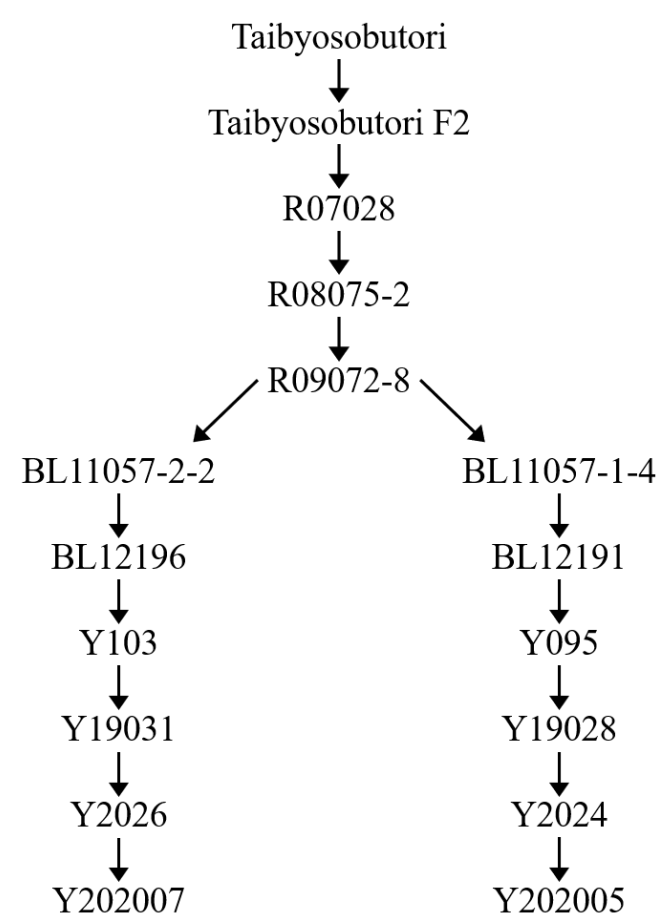 Taibyosobutori
Taibyosobutori F2
R07028
R08075-2
R09072-8
BL11057-2-2 BL11057-1-4
BL12196 BL12191
Y103 Y095
Y19031 Y19028
Y2026 Y2024
Y202007 Y202005